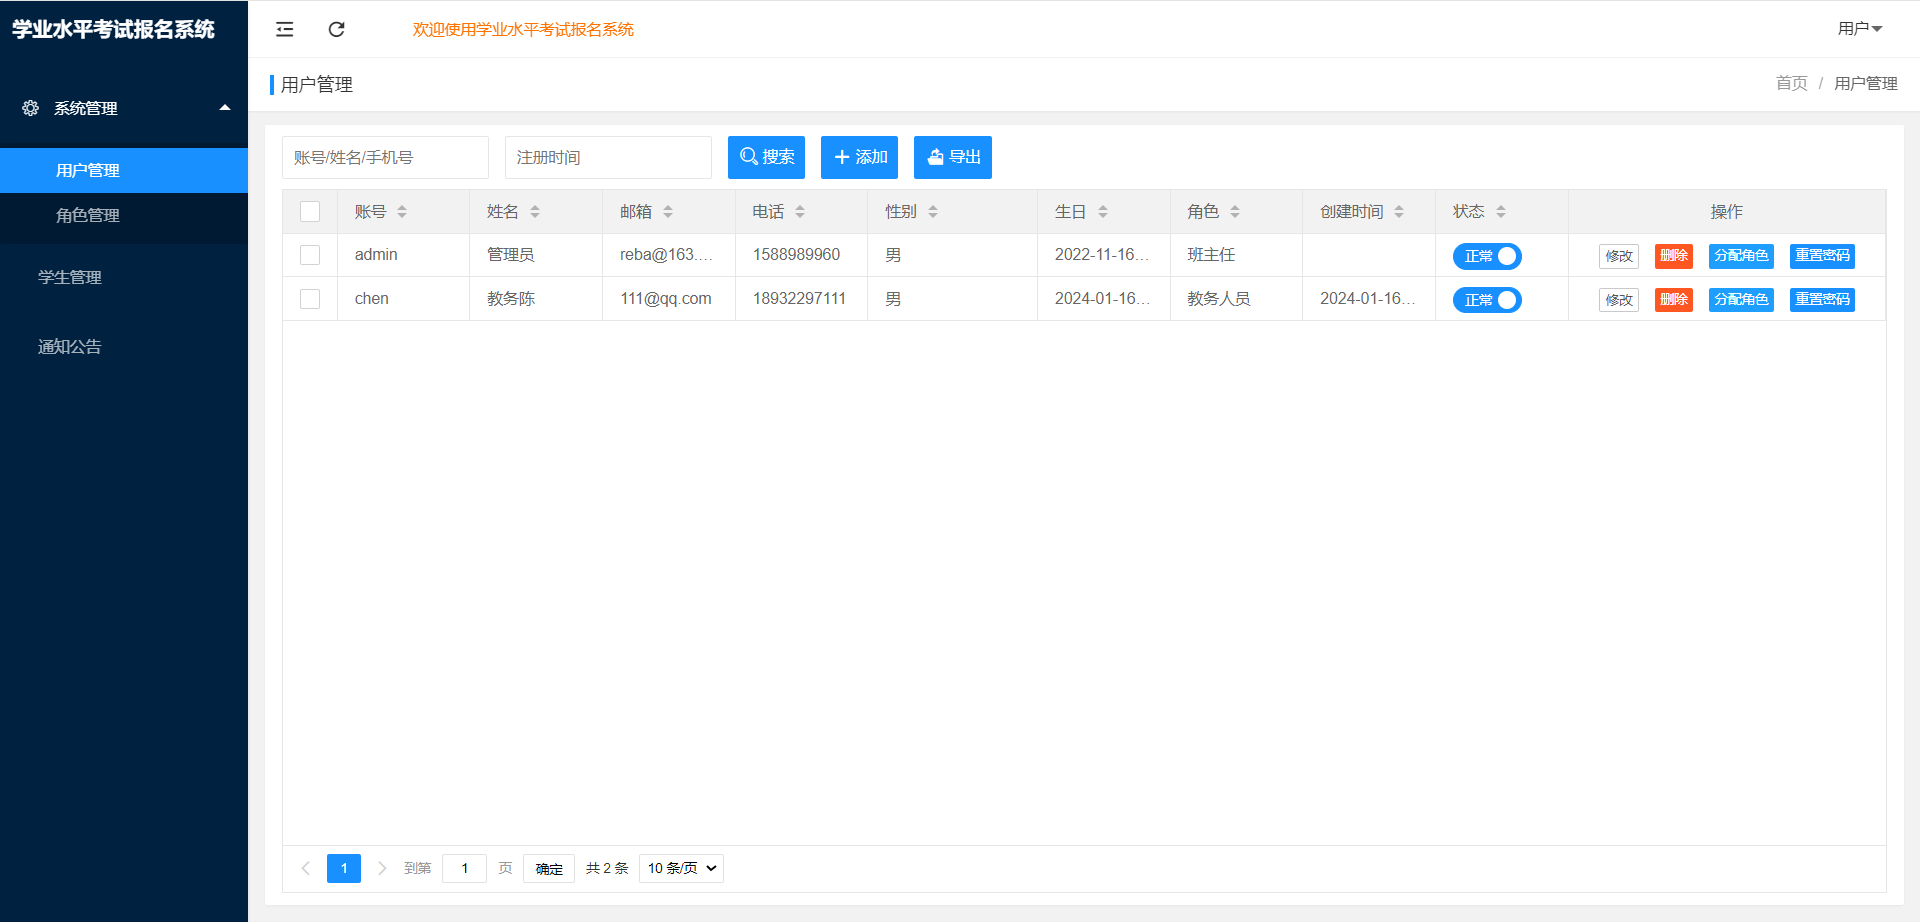 学业水平考试报名系统
欢迎使用学业水平考试报名系统
用户
系统管理
用户管理
角色管理
学生管理
通知公告
用户管理
首页 / 用户管理
账号/姓名/手机号 注册时间 搜索 添加 导出
账号 姓名 邮箱 电话 性别 生日 角色 创建时间 状态 操作
admin 管理员 reba@163.... 1588989960 男 2022-11-16... 班主任 正常 修改 删除 分配角色 重置密码
chen 教务陈 111@qq.com 18932297111 男 2024-01-16... 教务人员 2024-01-16... 正常 修改 删除 分配角色 重置密码
1 到第 1 页 确定 共 2 条 10 条/页